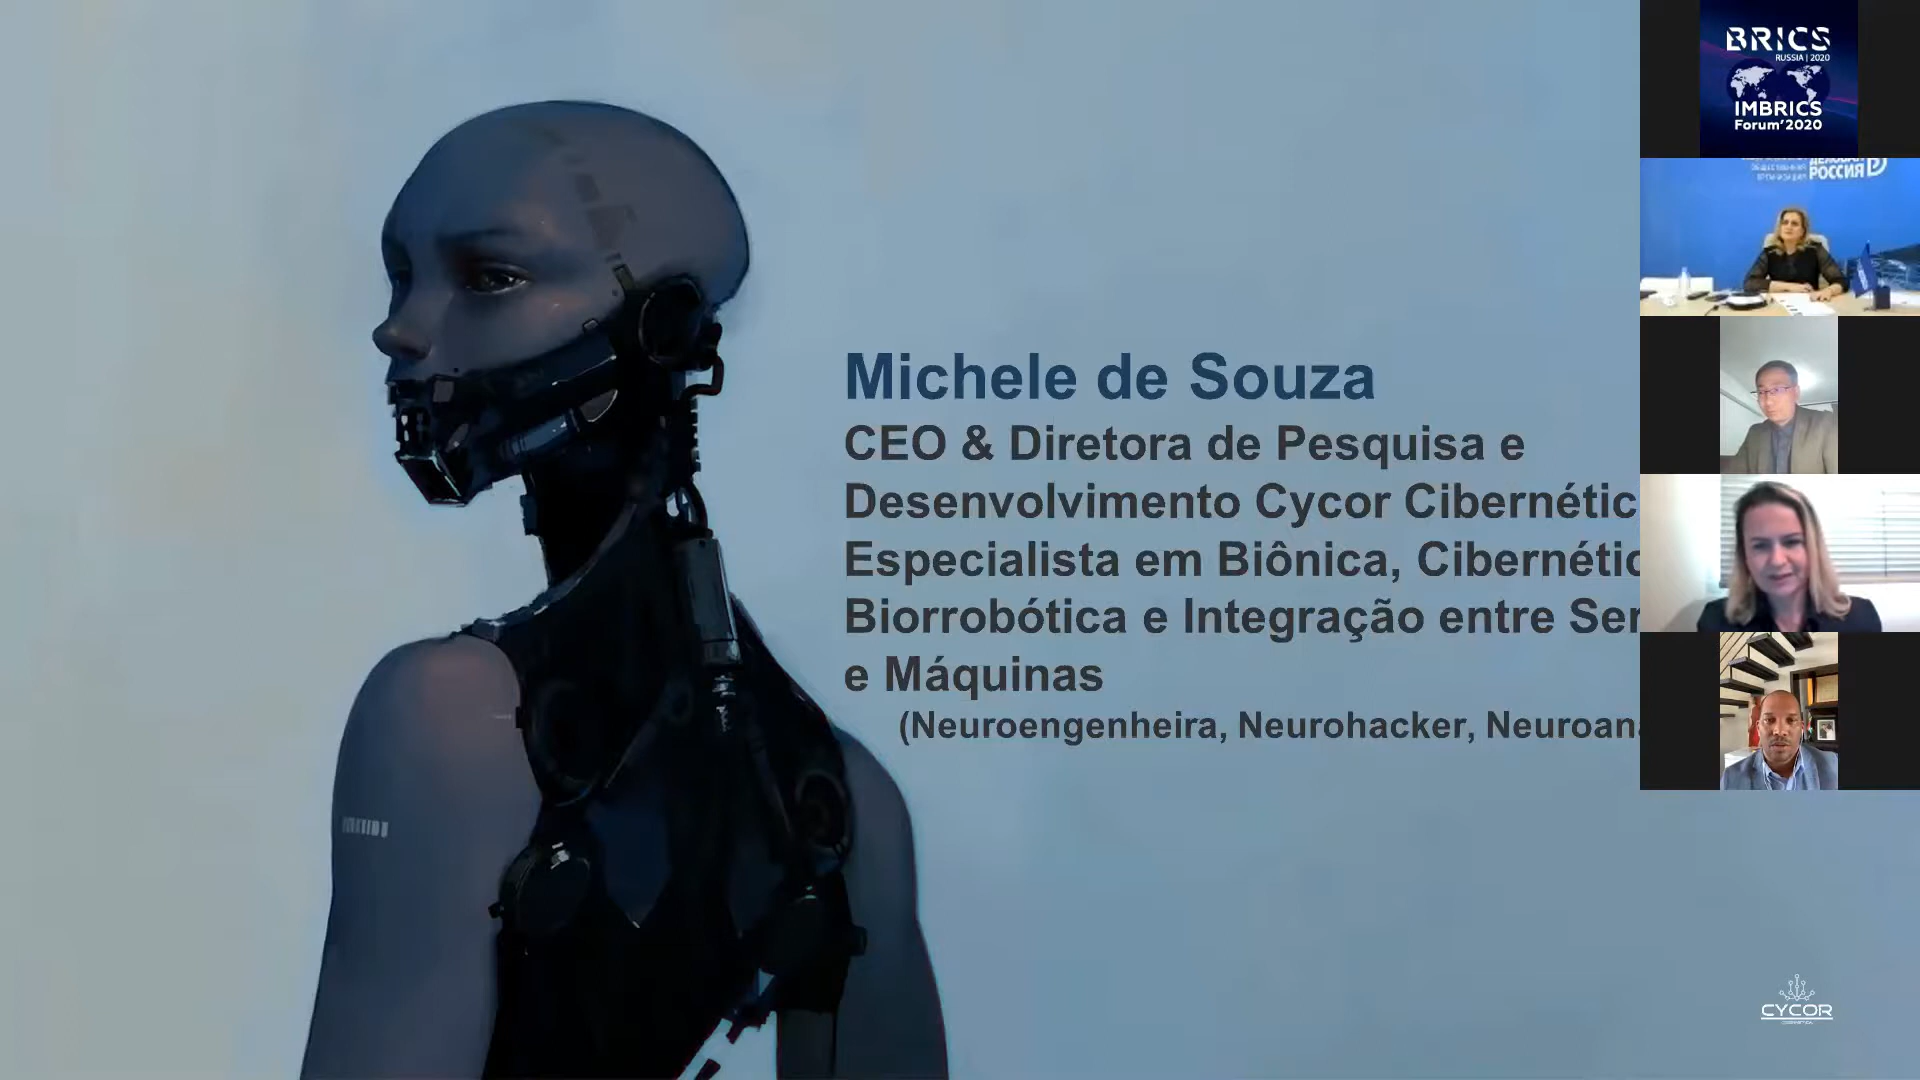 BRICS
RUSSIA | 2020
IMBRICS
Forum'2020
РОССИЯ
Michele de Souza
CEO & Diretora de Pesquisa e
Desenvolvimento Cycor Cibernétic
Especialista em Biônica, Cibernétic
Biorrobótica e Integração entre Ser
e Máquinas
(Neuroengenheira, Neurohacker, Neuroana
CYCOR